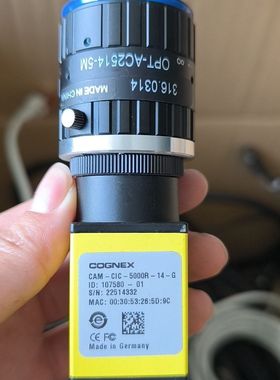 316.0314
OPT-AC2514-5M
MADE IN CHINA
COGNEX
CAM-CIC-5000R-14-G
ID: 107580 - 01
S/N: 22514332
MAC: 00:30:53:26:5D:9C
CE FC
Made in Germany